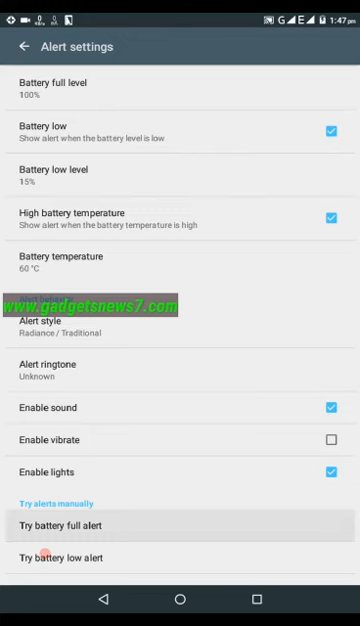 G E 1:47 pm
Alert settings
Battery full level
100%
Battery low
Show alert when the battery level is low
Battery low level
15%
High battery temperature
Show alert when the battery temperature is high
Battery temperature
60 °C
Alert behavior
www.gadgetsnews7.com
Alert style
Radiance / Traditional
Alert ringtone
Unknown
Enable sound
Enable vibrate
Enable lights
Try alerts manually
Try battery full alert
Try battery low alert